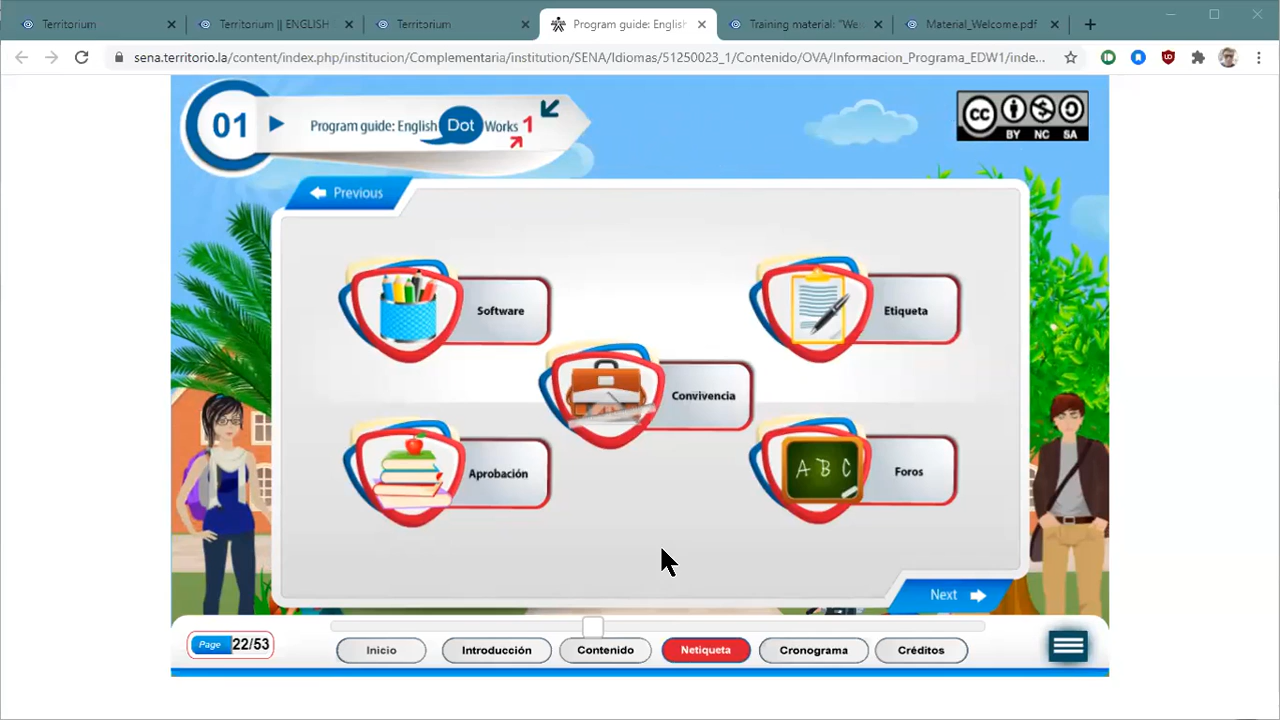 Territorium
Territorium || ENGLISH
Territorium
Program guide: Englis
Training material: "We
Material_Welcome.pdf
sena.territorio.la/content/index.php/institucion/Complementaria/institution/SENA/Idiomas/51250023_1/Contenido/OVA/Informacion_Programa_EDW1/inde...
01
Program guide: English Dot Works 1
CC BY NC SA
Previous
Software
Etiqueta
Convivencia
Aprobación
A B C
Foros
Next
Page 22/53
Inicio
Introducción
Contenido
Netiqueta
Cronograma
Créditos